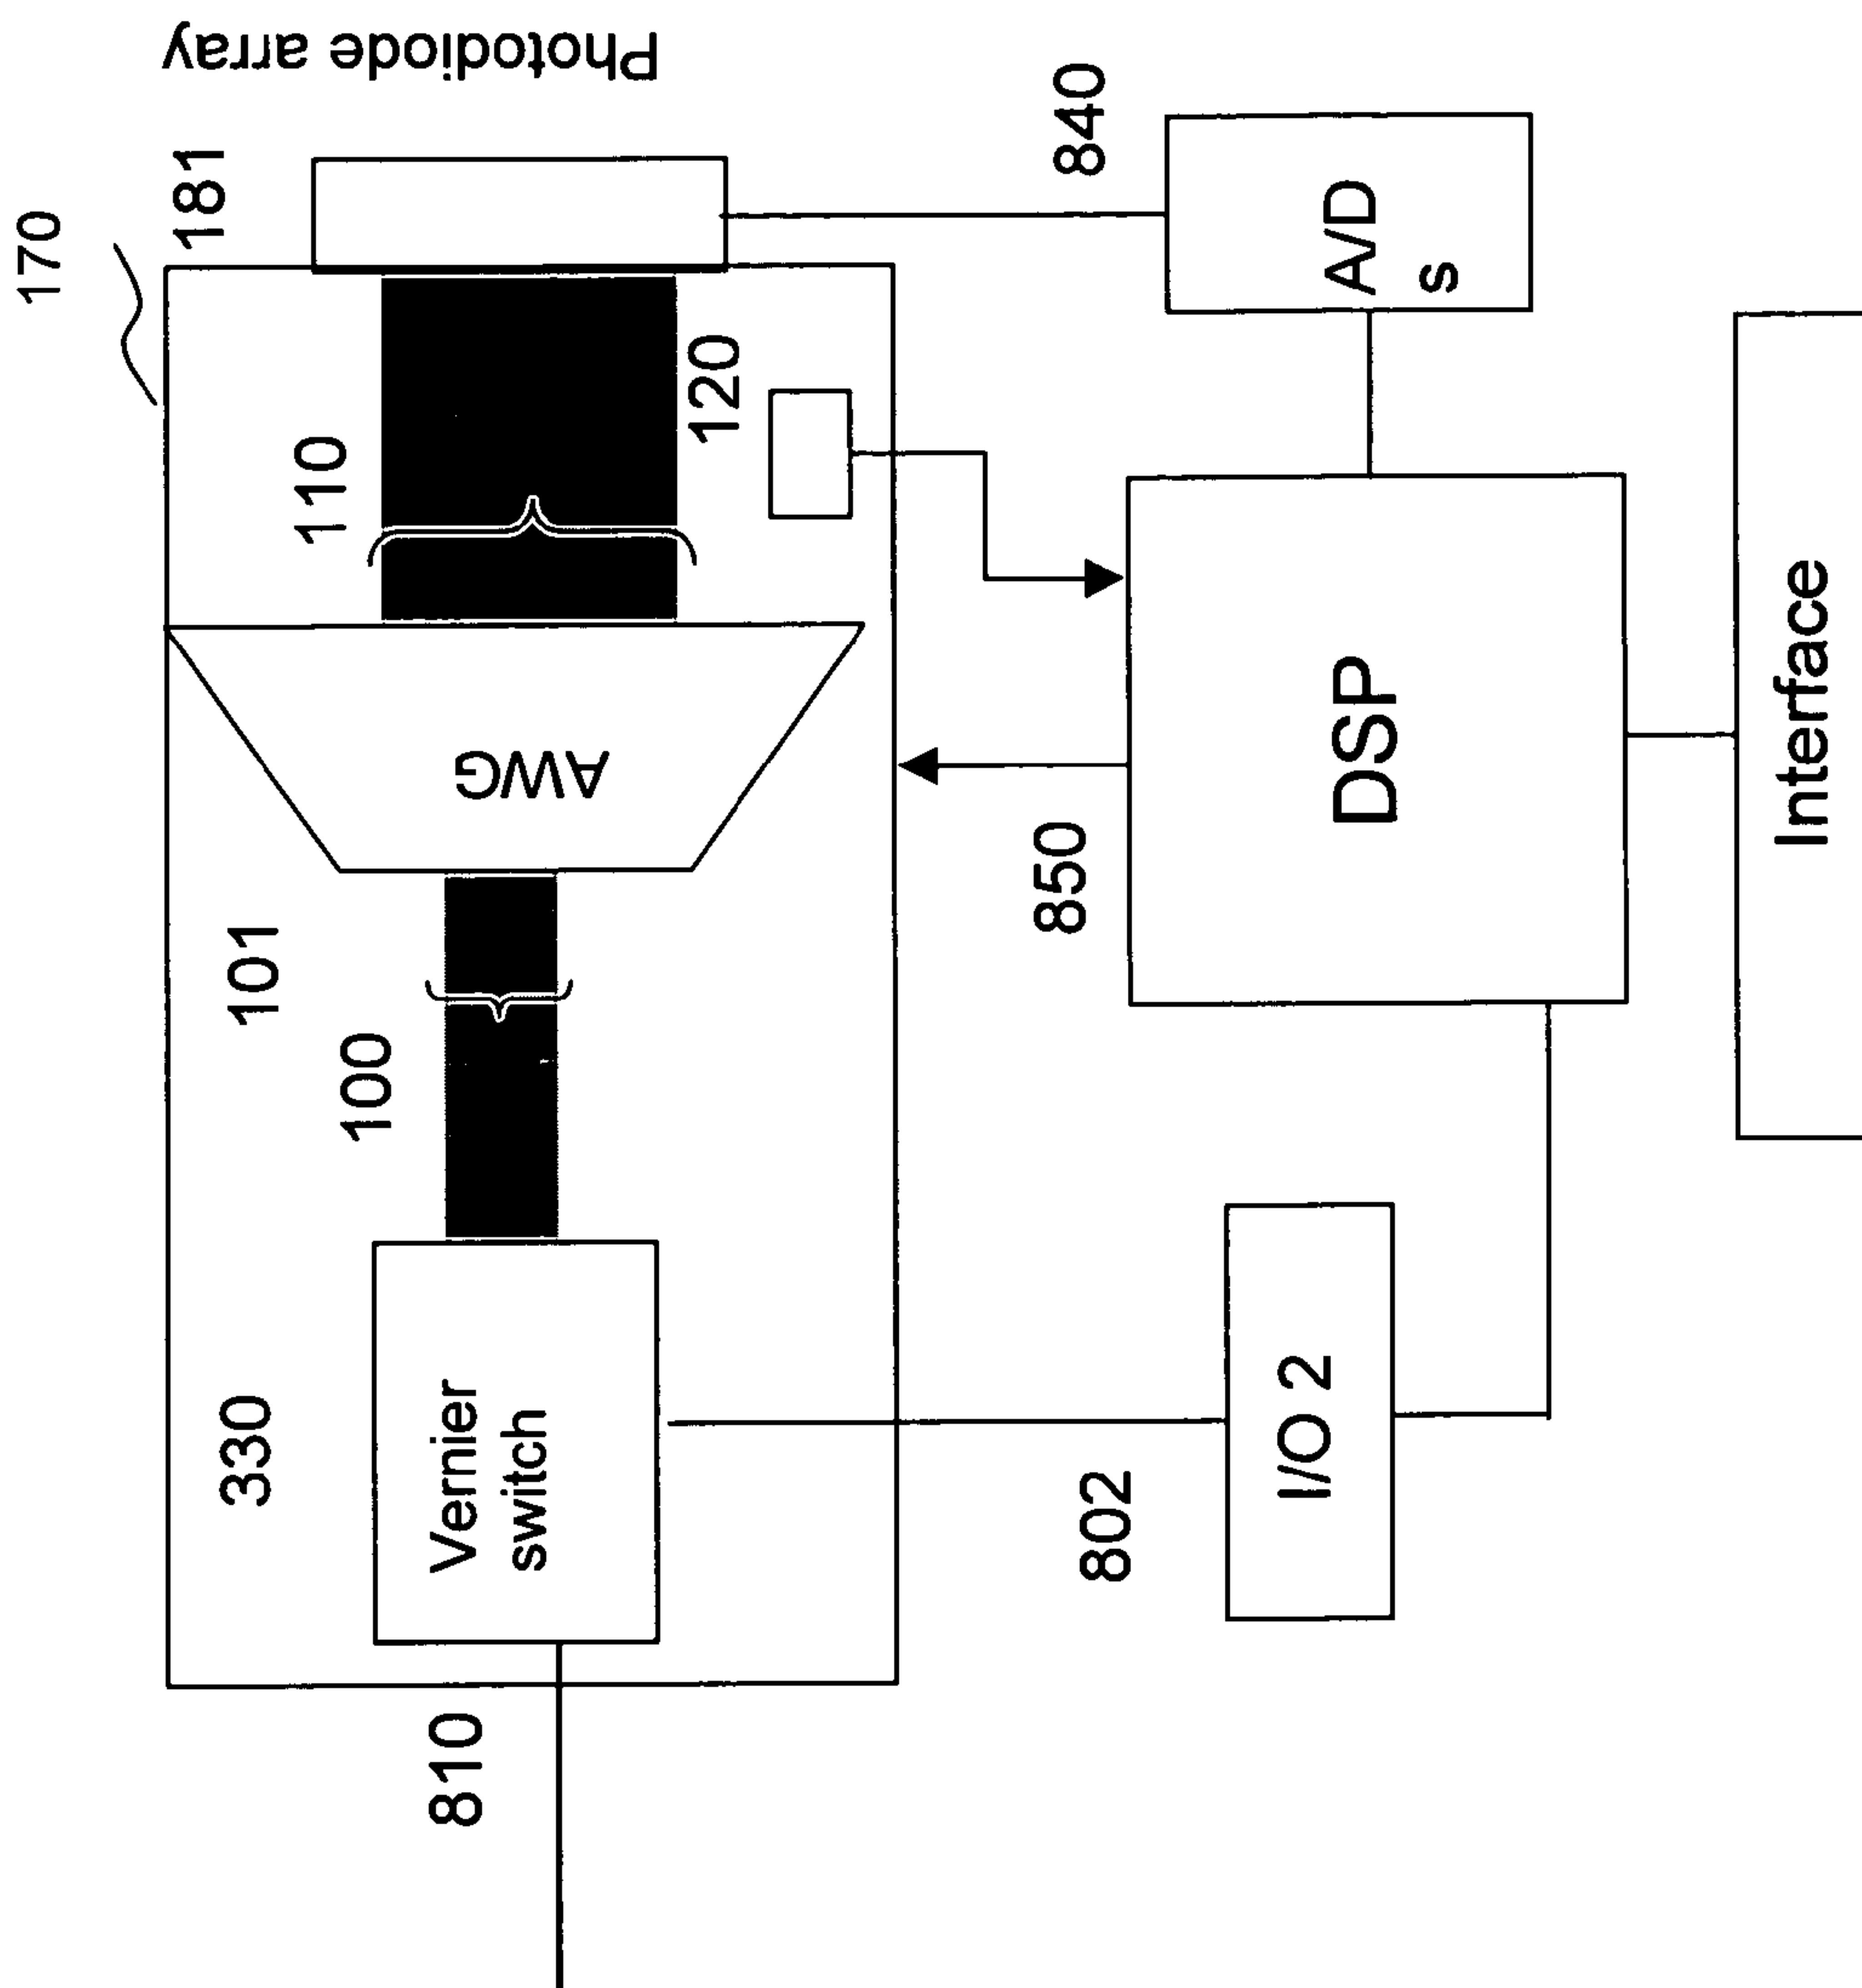 Photodiode array
170
181
840
110
120
A/D
s
AWG
101
100
850
DSP
Interface
330
Vernier
switch
802
I/O 2
810